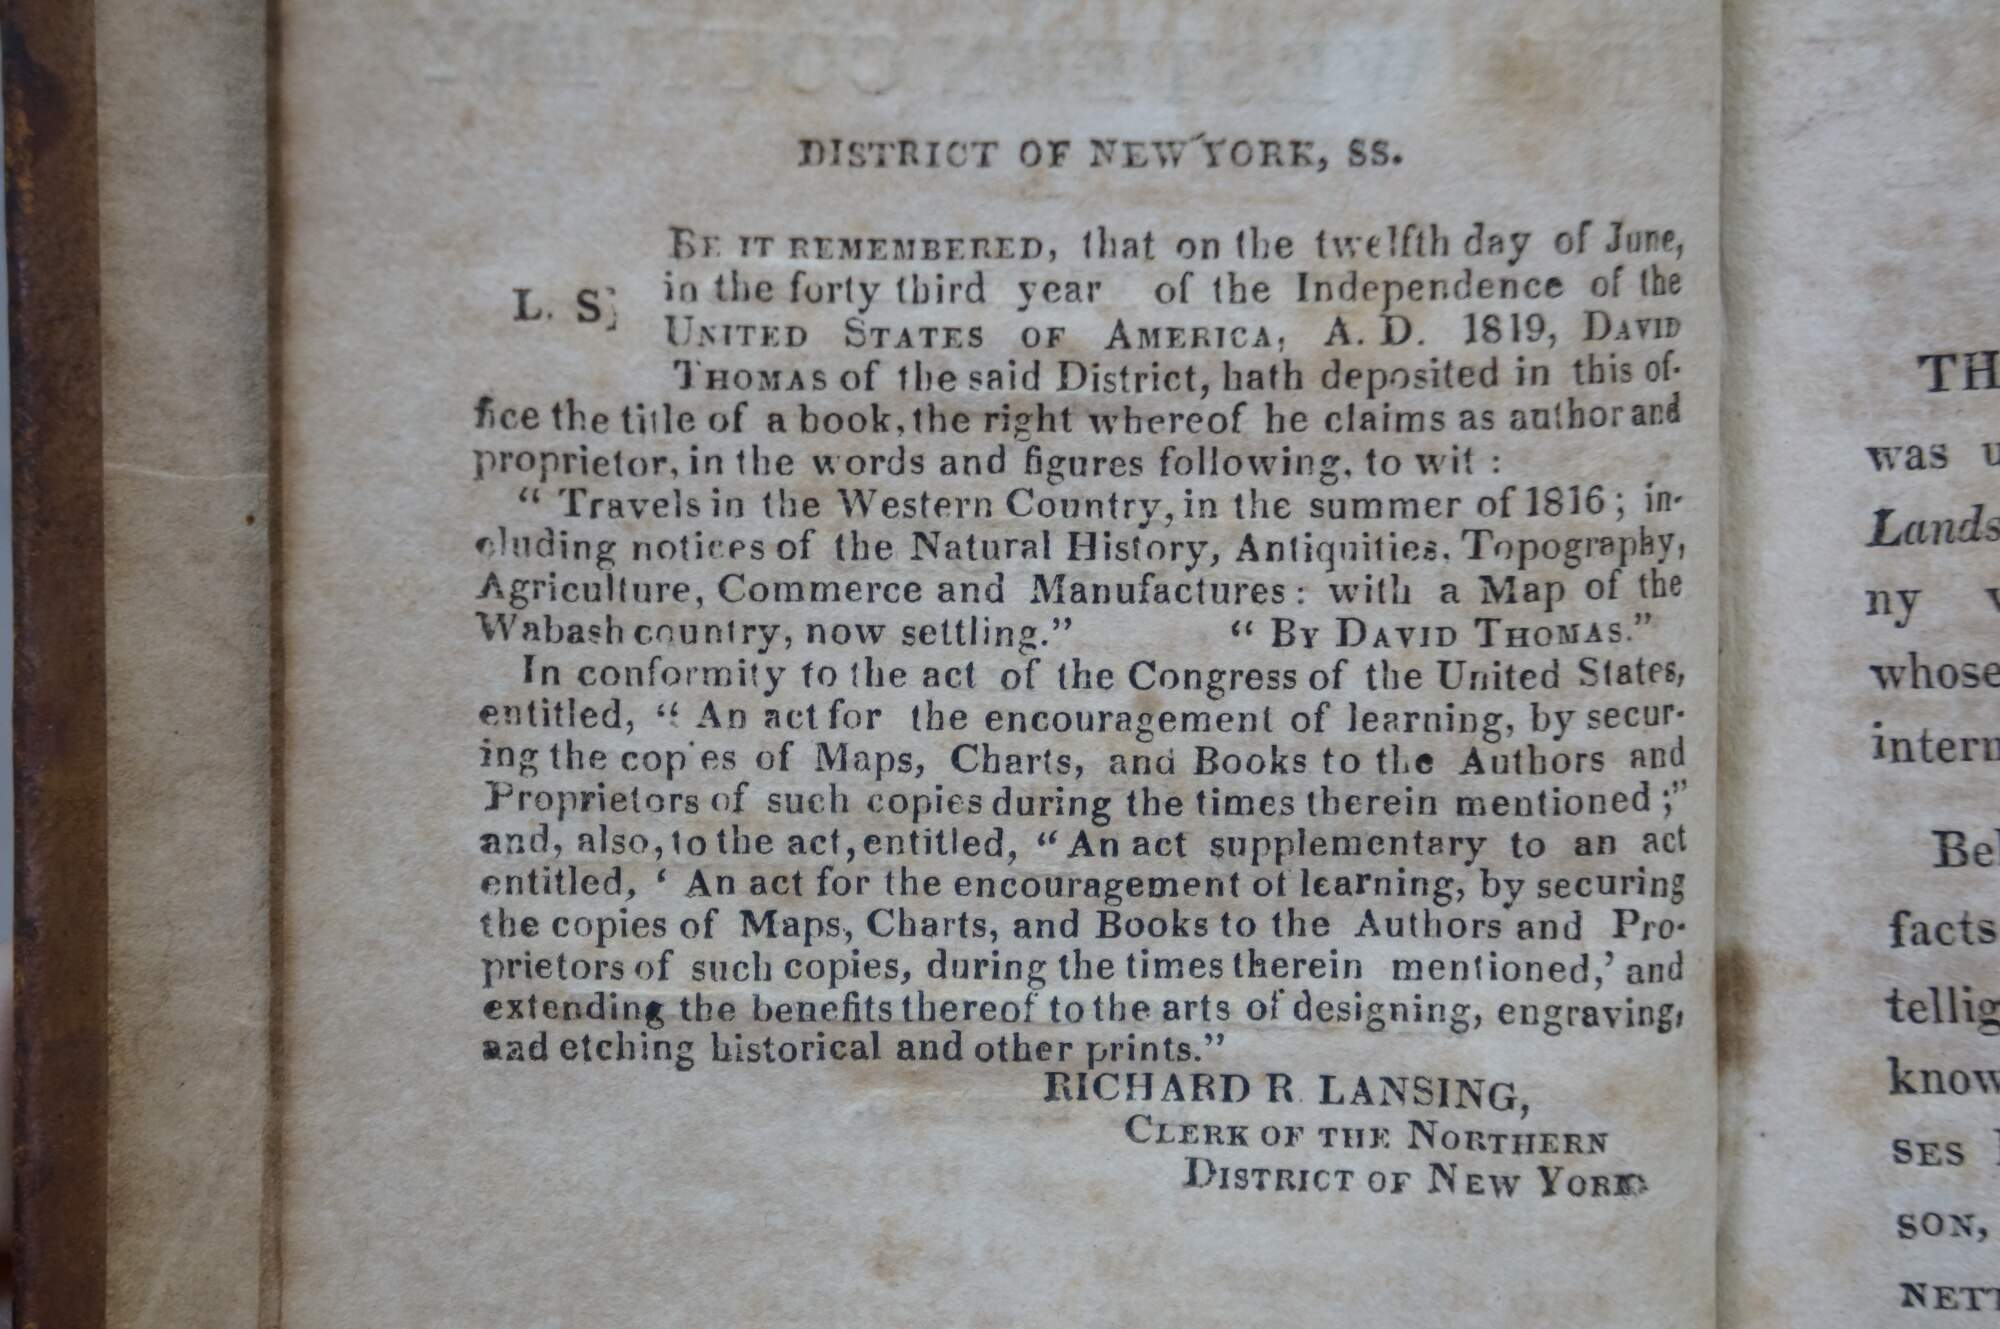 DISTRICT OF NEW YORK, SS.
BE IT REMEMBERED, that on the twelfth day of June,
L. S. in the forty third year of the Independence of the
UNITED STATES OF AMERICA, A. D. 1819, DAVID
THOMAS of the said District, hath deposited in this of-
fice the title of a book, the right whereof he claims as author and
proprietor, in the words and figures following, to wit :
“ Travels in the Western Country, in the summer of 1816 ; in-
cluding notices of the Natural History, Antiquities, Topography,
Agriculture, Commerce and Manufactures : with a Map of the
Wabash country, now settling.” “ BY DAVID THOMAS.”
In conformity to the act of the Congress of the United States,
entitled, “ An act for the encouragement of learning, by secur-
ing the copies of Maps, Charts, and Books to the Authors and
Proprietors of such copies during the times therein mentioned ;”
and, also, to the act, entitled, “ An act supplementary to an act
entitled, ‘ An act for the encouragement of learning, by securing
the copies of Maps, Charts, and Books to the Authors and Pro-
prietors of such copies, during the times therein mentioned,’ and
extending the benefits thereof to the arts of designing, engraving,
and etching historical and other prints.”
RICHARD R. LANSING,
CLERK OF THE NORTHERN
DISTRICT OF NEW YORK.
TH
was u
Lands
ny
whose
intern
Bel
facts
tellig
know
SES
SON,
NETT